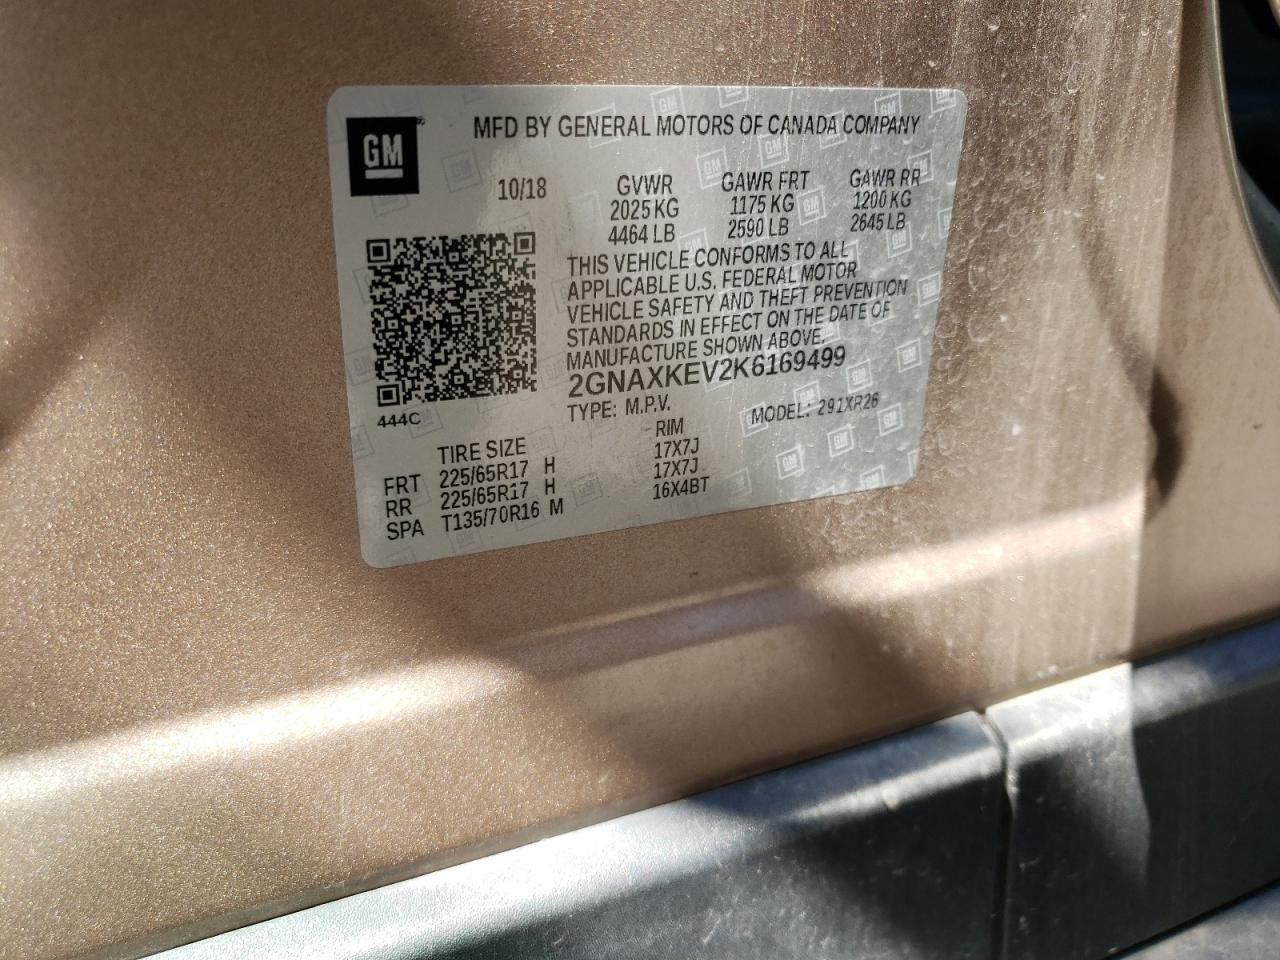 GM
MFD BY GENERAL MOTORS OF CANADA COMPANY
10/18 GVWR GAWR FRT GAWR RR
2025 KG 1175 KG 1200 KG
4464 LB 2590 LB 2645 LB
THIS VEHICLE CONFORMS TO ALL
APPLICABLE U.S. FEDERAL MOTOR
VEHICLE SAFETY AND THEFT PREVENTION
STANDARDS IN EFFECT ON THE DATE OF
MANUFACTURE SHOWN ABOVE.
2GNAXKEV2K6169499
444C
TYPE: M.P.V. MODEL: 291XR26
TIRE SIZE RIM
FRT 225/65R17 H 17X7J
RR 225/65R17 H 17X7J
SPA T135/70R16 M 16X4BT